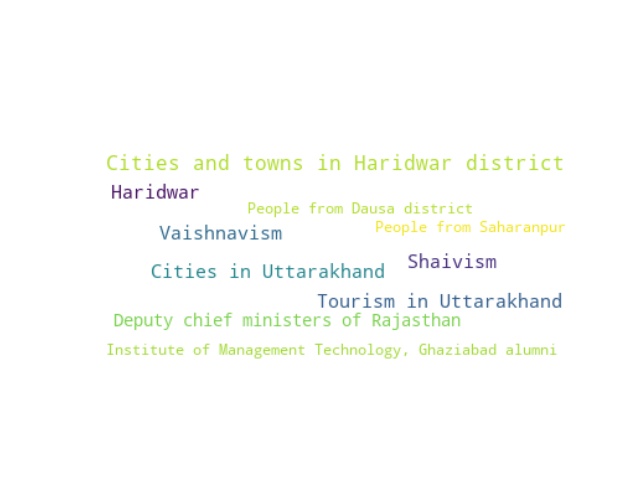 Cities and towns in Haridwar district
Haridwar
People from Dausa district
People from Saharanpur
Vaishnavism
Shaivism
Cities in Uttarakhand
Tourism in Uttarakhand
Deputy chief ministers of Rajasthan
Institute of Management Technology, Ghaziabad alumni